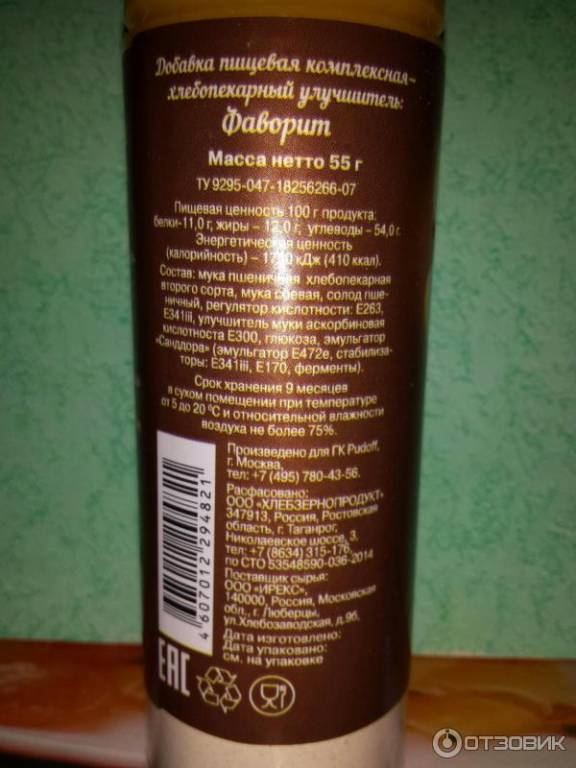 Добавка пищевая комплексная-
хлебопекарный улучшитель:
Фаворит
Масса нетто 55 г
ТУ 9295-047-18256266-07
Пищевая ценность 100 г продукта:
белки-11,0 г, жиры – 12,0 г, углеводы – 54,0 г.
Энергетическая ценность
(калорийность) – кДж (410 ккал).
Состав: мука пшеничная хлебопекарная
второго сорта, мука соевая, солод пше-
ничный, регулятор кислотности: Е263,
Е341iii, улучшитель муки аскорбиновая
кислонота Е300, глюкоза, эмульгатор
«Санддора» (эмульгатор Е472е, стабилиза-
торы: Е341iii, Е170, ферменты).
Срок хранения 9 месяцев
в сухом помещении при температуре
от 5 до 20 °С и относительной влажности
воздуха не более 75%.
Произведено для ГК Pudoff,
г. Москва,
тел: +7 (495) 780-43-56.
Расфасовано:
ООО «ХЛЕБЗЕРНОПРОДУКТ»
347913, Россия, Ростовская
область, г. Таганрог,
Николаевское шоссе, 3,
тел: +7 (8634) 315-176
по СТО 53548590-036-2014
Поставщик сырья:
ООО «ИРЕКС»,
140000, Россия, Московская
обл., г. Люберцы,
ул.Хлебозаводская, д.9б.
Дата изготовлено:
Дата упаковано:
см. на упаковке
4 607012 294821
EAC
ОТЗОВИК